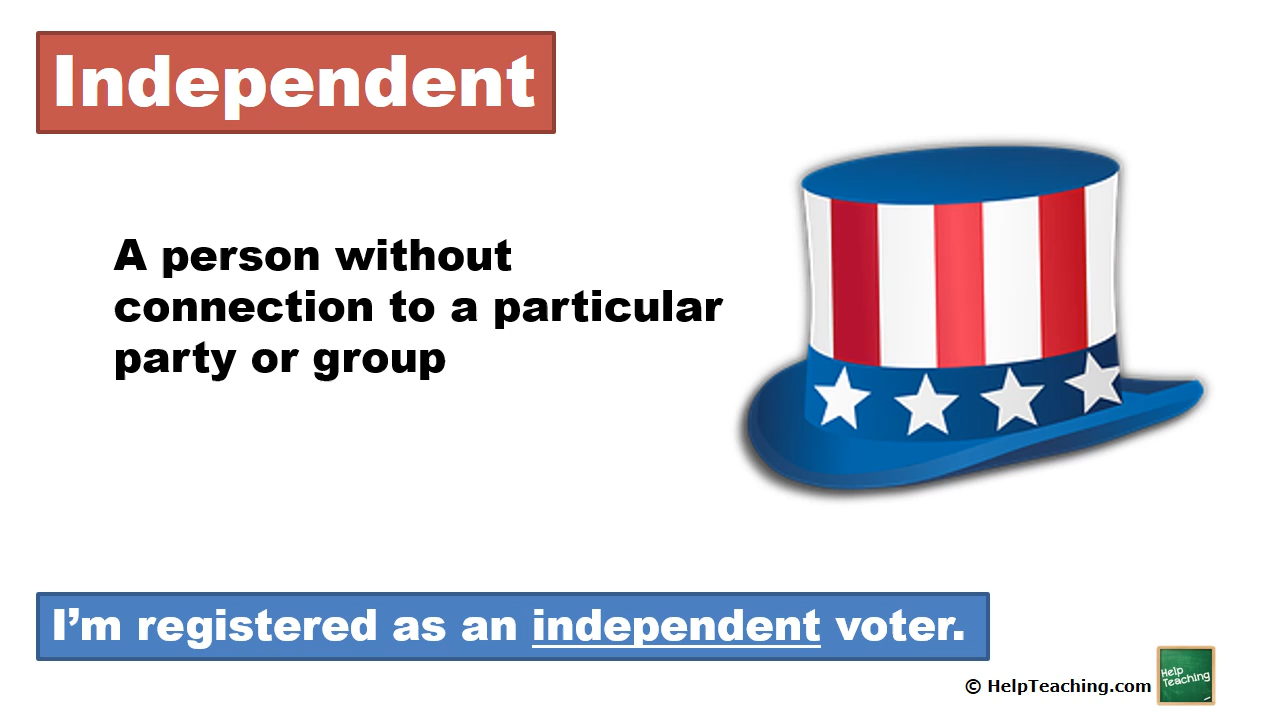 Independent
A person without
connection to a particular
party or group
I’m registered as an independent voter.
© HelpTeaching.com
Help
Teaching